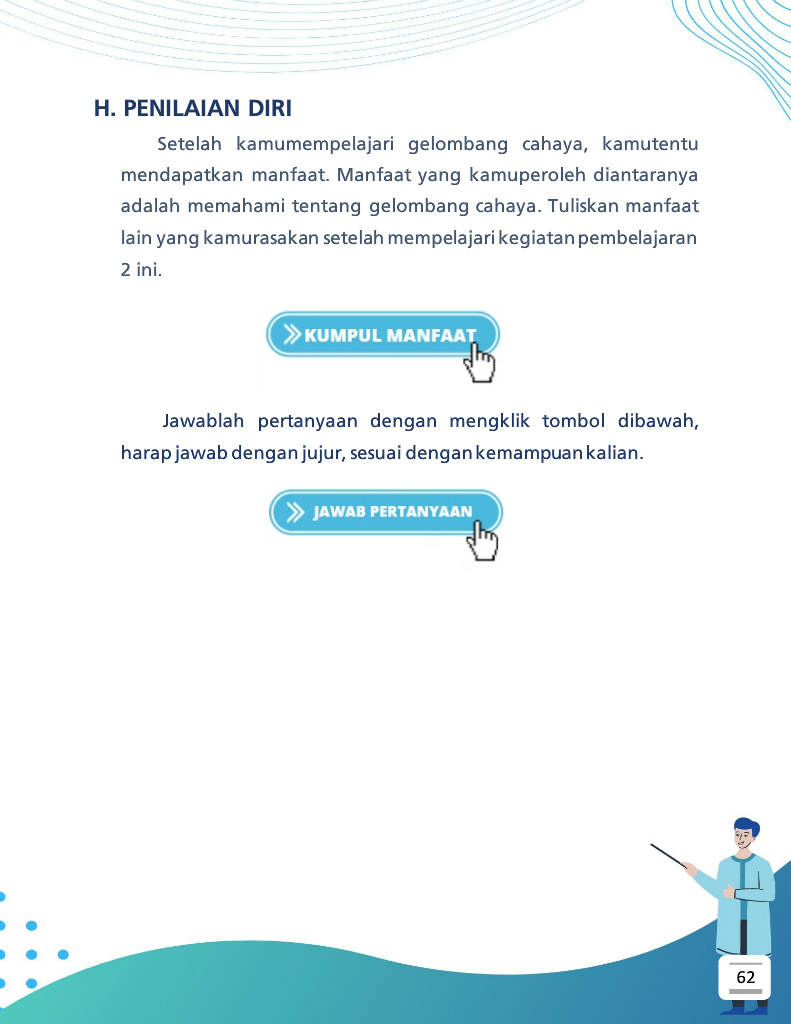 H. PENILAIAN DIRI
Setelah kamumempelajari gelombang cahaya, kamutentu
mendapatkan manfaat. Manfaat yang kamuperoleh diantaranya
adalah memahami tentang gelombang cahaya. Tuliskan manfaat
lain yang kamurasakan setelah mempelajari kegiatan pembelajaran
2 ini.
KUMPUL MANFAAT
Jawablah pertanyaan dengan mengklik tombol dibawah,
harap jawab dengan jujur, sesuai dengan kemampuan kalian.
JAWAB PERTANYAAN
62